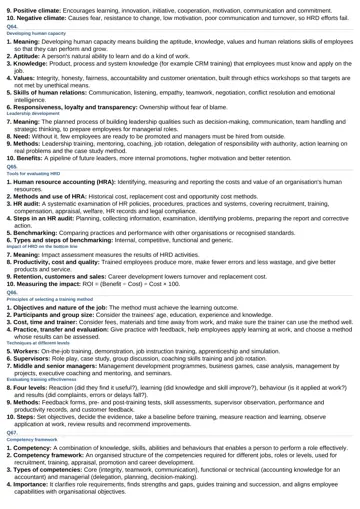 9. Positive climate: Encourages learning, innovation, initiative, cooperation, motivation, communication and commitment.
10. Negative climate: Causes fear, resistance to change, low motivation, poor communication and turnover, so HRD efforts fail.
Q64.
Developing human capacity
1. Meaning: Developing human capacity means building the aptitude, knowledge, values and human relations skills of employees
so that they can perform and grow.
2. Aptitude: A person's natural ability to learn and do a kind of work.
3. Knowledge: Product, process and system knowledge (for example CRM training) that employees must know and apply on the
job.
4. Values: Integrity, honesty, fairness, accountability and customer orientation, built through ethics workshops so that targets are
not met by unethical means.
5. Skills of human relations: Communication, listening, empathy, teamwork, negotiation, conflict resolution and emotional
intelligence.
6. Responsiveness, loyalty and transparency: Ownership without fear of blame.
Leadership development
7. Meaning: The planned process of building leadership qualities such as decision-making, communication, team handling and
strategic thinking, to prepare employees for managerial roles.
8. Need: Without it, few employees are ready to be promoted and managers must be hired from outside.
9. Methods: Leadership training, mentoring, coaching, job rotation, delegation of responsibility with authority, action learning on
real problems and the case study method.
10. Benefits: A pipeline of future leaders, more internal promotions, higher motivation and better retention.
Q65.
Tools for evaluating HRD
1. Human resource accounting (HRA): Identifying, measuring and reporting the costs and value of an organisation's human
resources.
2. Methods and use of HRA: Historical cost, replacement cost and opportunity cost methods.
3. HR audit: A systematic examination of HR policies, procedures, practices and systems, covering recruitment, training,
compensation, appraisal, welfare, HR records and legal compliance.
4. Steps in an HR audit: Planning, collecting information, examination, identifying problems, preparing the report and corrective
action.
5. Benchmarking: Comparing practices and performance with other organisations or recognised standards.
6. Types and steps of benchmarking: Internal, competitive, functional and generic.
Impact of HRD on the bottom line
7. Meaning: Impact assessment measures the results of HRD activities.
8. Productivity, cost and quality: Trained employees produce more, make fewer errors and less wastage, and give better
products and service.
9. Retention, customers and sales: Career development lowers turnover and replacement cost.
10. Measuring the impact: ROI = (Benefit − Cost) ÷ Cost × 100.
Q66.
Principles of selecting a training method
1. Objectives and nature of the job: The method must achieve the learning outcome.
2. Participants and group size: Consider the trainees' age, education, experience and knowledge.
3. Cost, time and trainer: Consider fees, materials and time away from work, and make sure the trainer can use the method well.
4. Practice, transfer and evaluation: Give practice with feedback, help employees apply learning at work, and choose a method
whose results can be assessed.
Techniques at different levels
5. Workers: On-the-job training, demonstration, job instruction training, apprenticeship and simulation.
6. Supervisors: Role play, case study, group discussion, coaching skills training and job rotation.
7. Middle and senior managers: Management development programmes, business games, case analysis, management by
projects, executive coaching and mentoring, and seminars.
Evaluating training effectiveness
8. Four levels: Reaction (did they find it useful?), learning (did knowledge and skill improve?), behaviour (is it applied at work?)
and results (did complaints, errors or delays fall?).
9. Methods: Feedback forms, pre- and post-training tests, skill assessments, supervisor observation, performance and
productivity records, and customer feedback.
10. Steps: Set objectives, decide the evidence, take a baseline before training, measure reaction and learning, observe
application at work, review results and recommend improvements.
Q67.
Competency framework
1. Competency: A combination of knowledge, skills, abilities and behaviours that enables a person to perform a role effectively.
2. Competency framework: An organised structure of the competencies required for different jobs, roles or levels, used for
recruitment, training, appraisal, promotion and career development.
3. Types of competencies: Core (integrity, teamwork, communication), functional or technical (accounting knowledge for an
accountant) and managerial (delegation, planning, decision-making).
4. Importance: It clarifies role requirements, finds strengths and gaps, guides training and succession, and aligns employee
capabilities with organisational objectives.